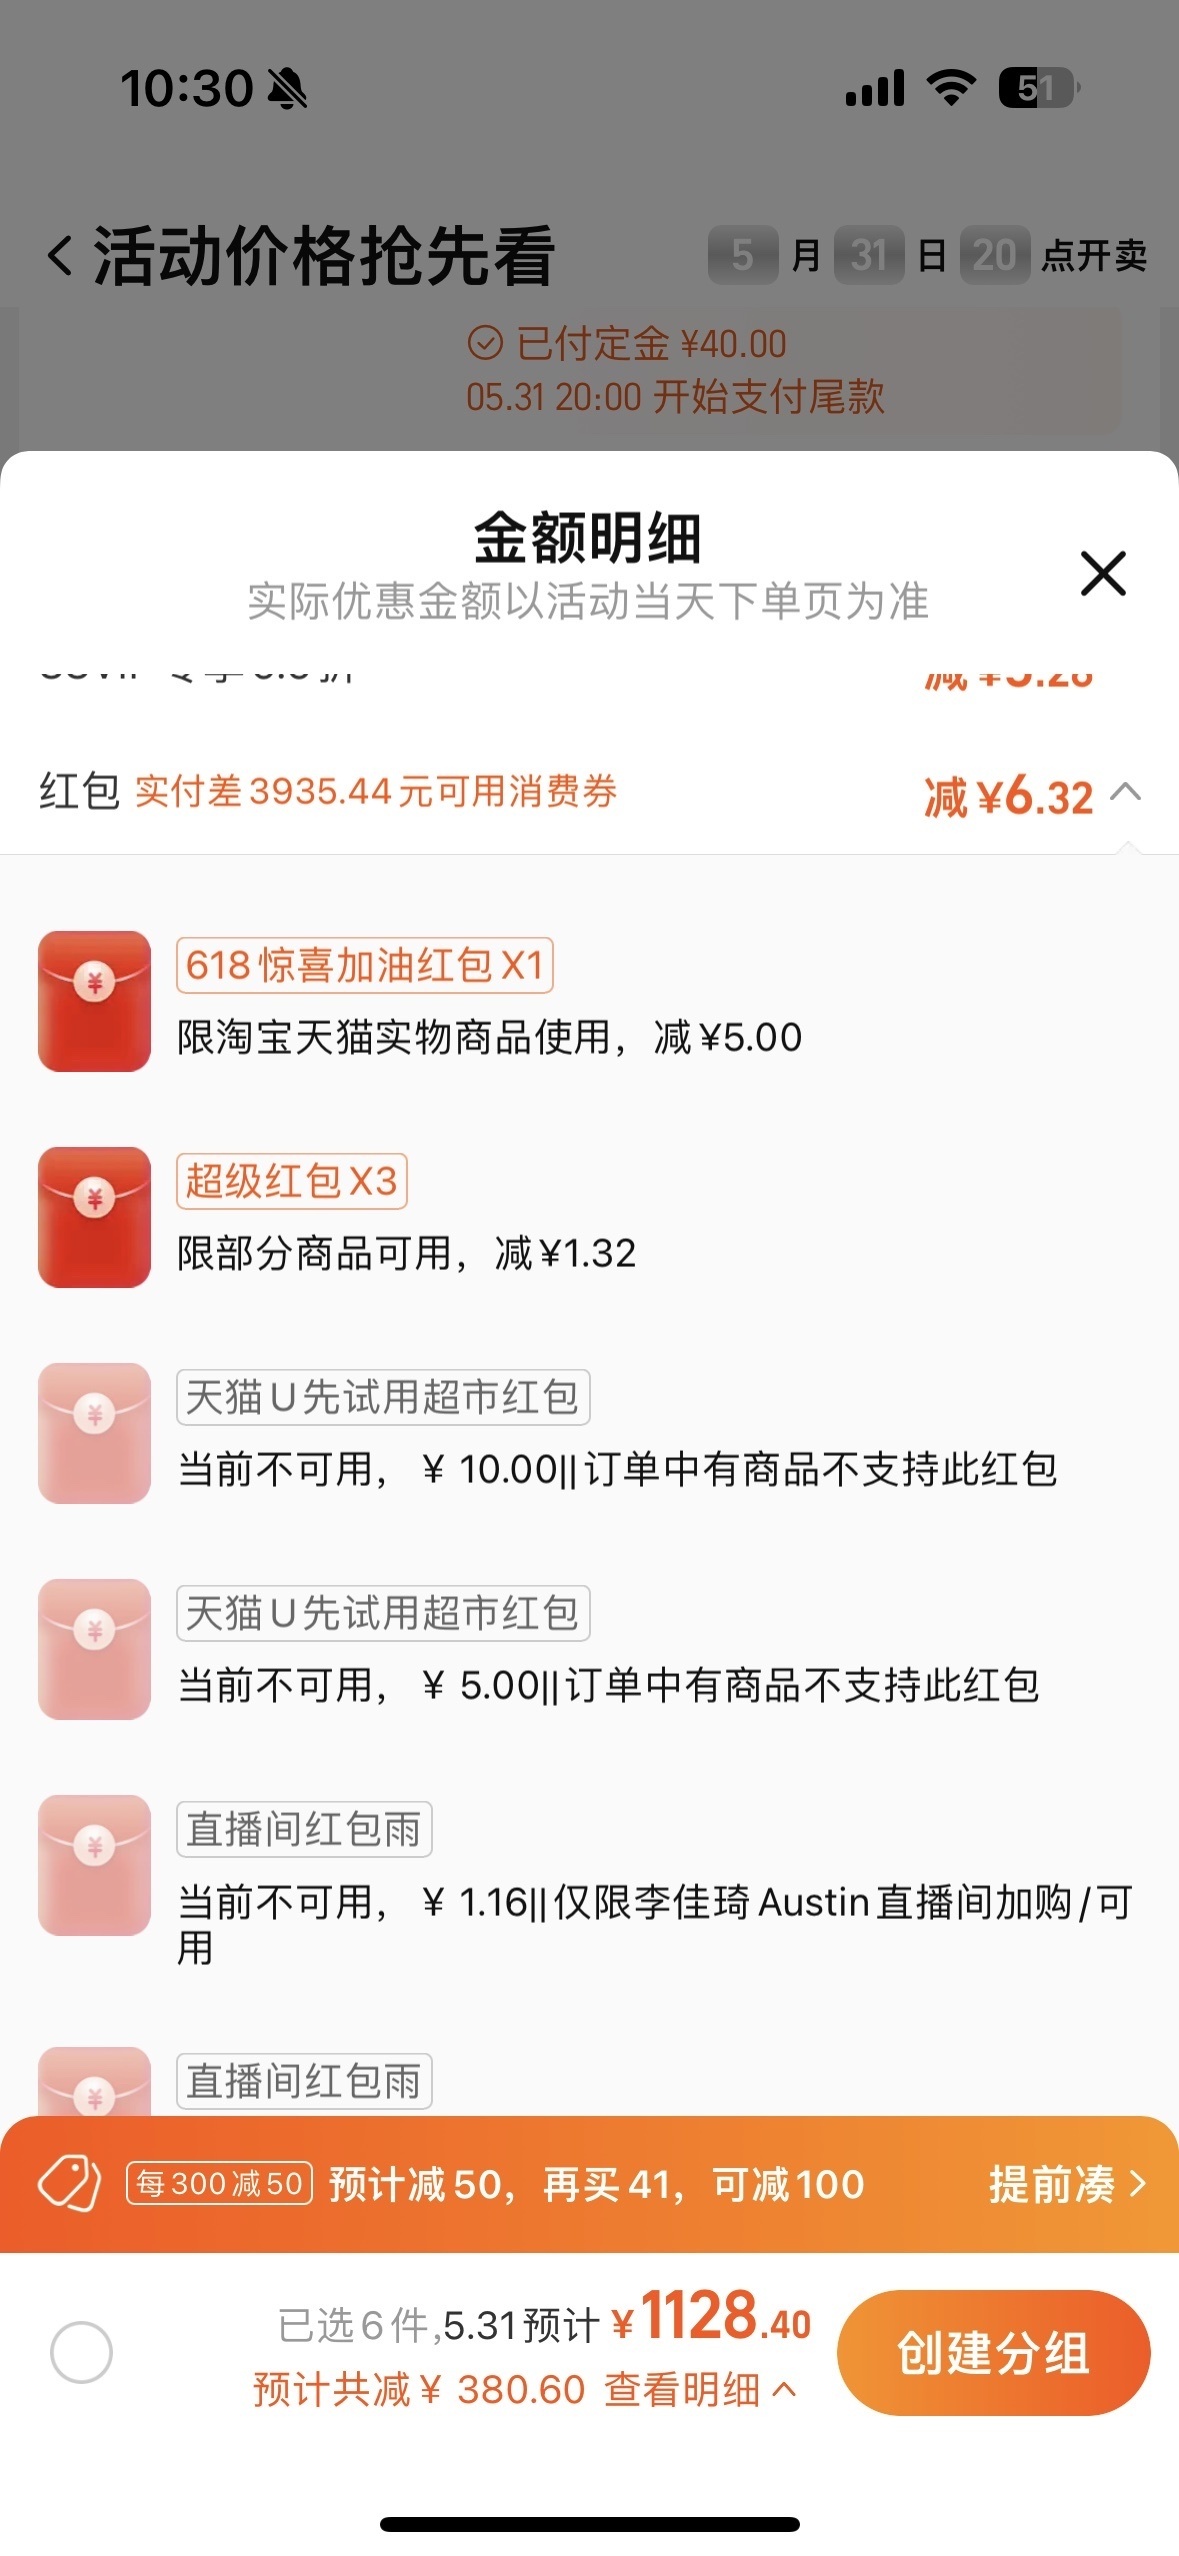 10:30
51
活动价格抢先看
5月31日20点开卖
已付定金 ¥40.00
05.31 20:00 开始支付尾款
金额明细
实际优惠金额以活动当天下单页为准
红包 实付差3935.44元可用消费券 减¥6.32
618惊喜加油红包X1
限淘宝天猫实物商品使用，减¥5.00
超级红包X3
限部分商品可用，减¥1.32
天猫U先试用超市红包
当前不可用，¥ 10.00||订单中有商品不支持此红包
天猫U先试用超市红包
当前不可用，¥ 5.00||订单中有商品不支持此红包
直播间红包雨
当前不可用，¥ 1.16||仅限李佳琦Austin直播间加购/可
用
直播间红包雨
每300减50 预计减50，再买41，可减100 提前凑
已选6件,5.31预计 ¥1128.40
预计共减¥ 380.60 查看明细
创建分组